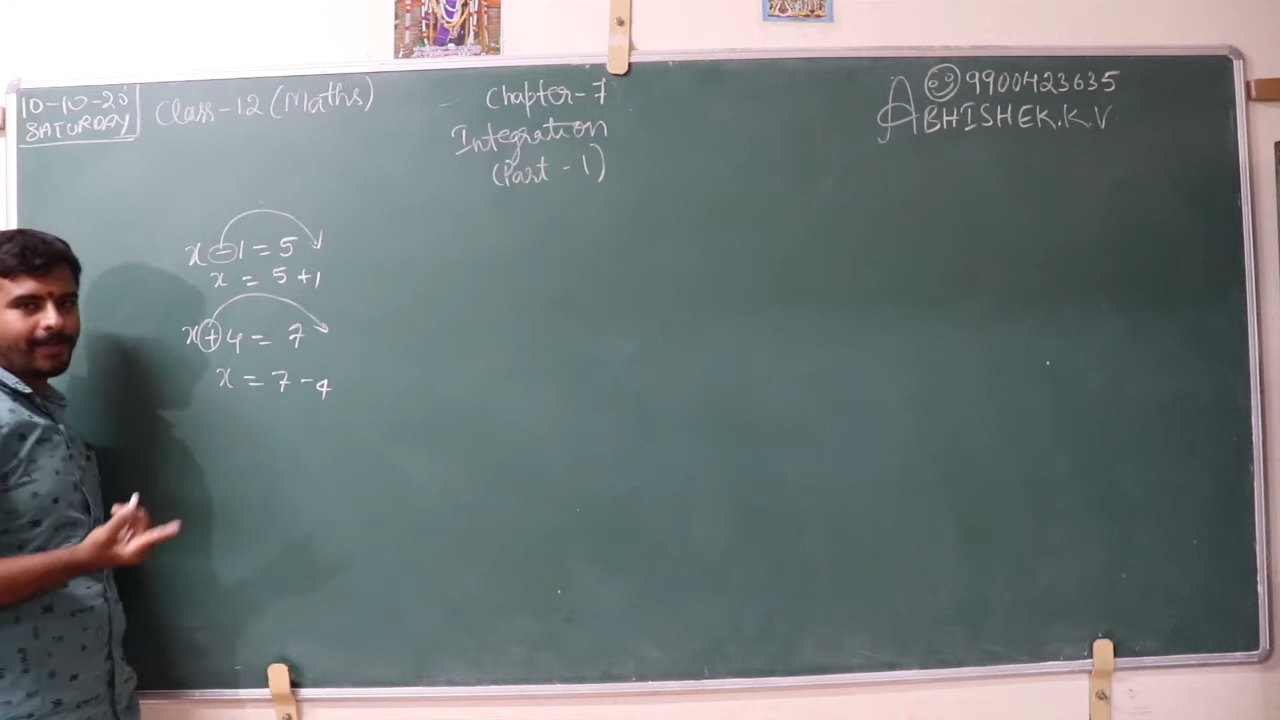 10-10-20
SATURDAY
Class-12 (Maths)
Chapter-7
Integration
(Part - 1)
9900423635
ABHISHEK.K.V
x - 1 = 5
x = 5 + 1
x + 4 = 7
x = 7 - 4